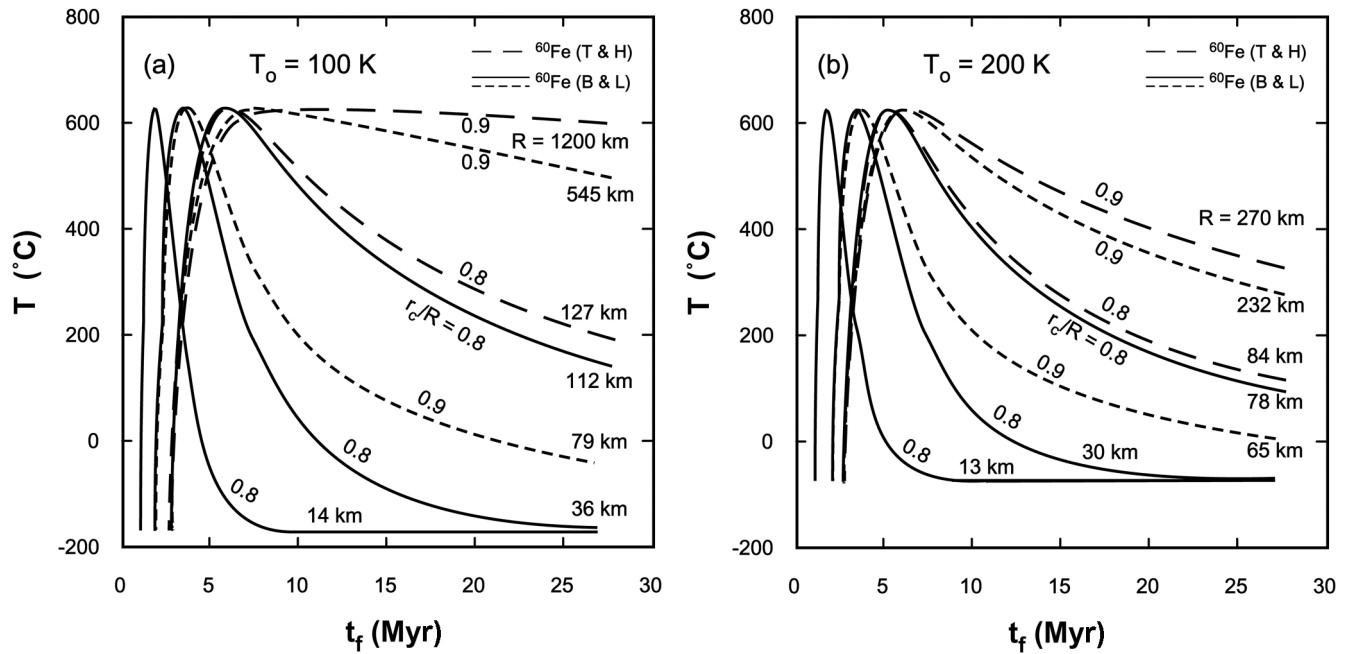 800
600
400
200
0
-200
T (˚C)
(a)
T₀ = 100 K
⁶⁰Fe (T & H)
⁶⁰Fe (B & L)
0.9
R = 1200 km
0.9
545 km
0.8
127 km
r_c/R = 0.8
112 km
0.9
79 km
0.8
36 km
0.8
14 km
0 5 10 15 20 25 30
t_f (Myr)
800
600
400
200
0
-200
T (˚C)
(b)
T₀ = 200 K
⁶⁰Fe (T & H)
⁶⁰Fe (B & L)
0.9
R = 270 km
0.9
232 km
0.8
84 km
r_c/R = 0.8
78 km
0.9
65 km
0.8
30 km
0.8
13 km
0 5 10 15 20 25 30
t_f (Myr)